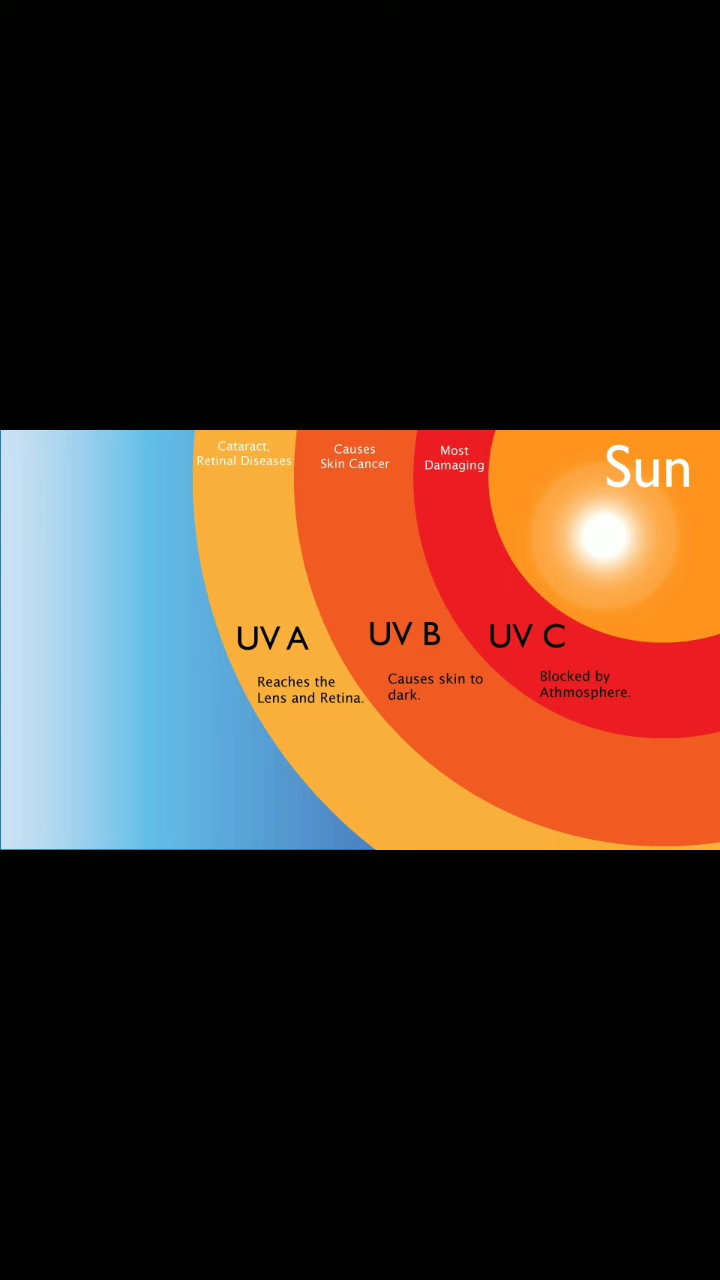 Cataract,
Retinal Diseases
Causes
Skin Cancer
Most
Damaging
Sun
UV A
UV B
UV C
Reaches the
Lens and Retina.
Causes skin to
dark.
Blocked by
Athmosphere.